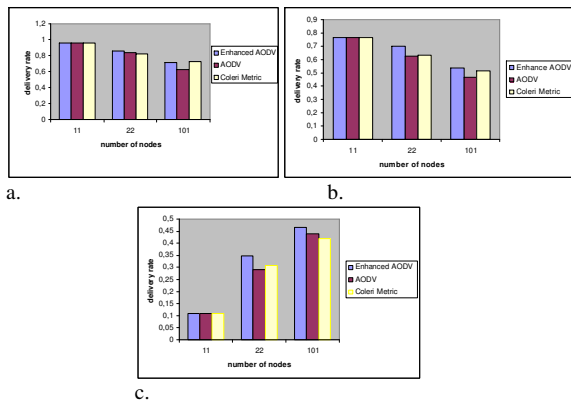 1,2
1
0,8
0,6
0,4
0,2
0
delivery rate
11 22 101
number of nodes
Enhanced AODV
AODV
Coleri Metric
a.
0,9
0,8
0,7
0,6
0,5
0,4
0,3
0,2
0,1
0
delivery rate
11 22 101
number of nodes
Enhance AODV
AODV
Coleri Metric
b.
0,5
0,45
0,4
0,35
0,3
0,25
0,2
0,15
0,1
0,05
0
delivery rate
11 22 101
number of nodes
Enhanced AODV
AODV
Coleri Metric
c.